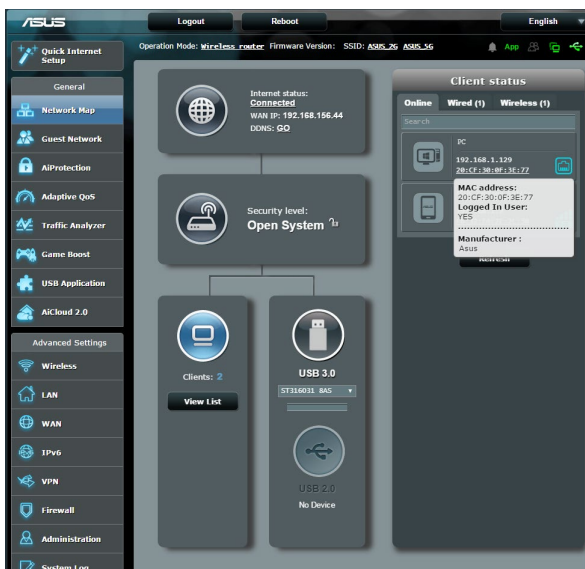 ASUS
Logout
Reboot
English
Operation Mode: Wireless router Firmware Version: SSID: ASUS_2G ASUS_5G
App
Quick Internet
Setup
General
Network Map
Guest Network
AiProtection
Adaptive QoS
Traffic Analyzer
Game Boost
USB Application
AiCloud 2.0
Advanced Settings
Wireless
LAN
WAN
IPv6
VPN
Firewall
Administration
System Log
Internet status:
Connected
WAN IP: 192.168.156.44
DDNS: GO
Security level:
Open System
Clients: 2
View List
USB 3.0
ST316031 8AS
USB 2.0
No Device
Client status
Online Wired (1) Wireless (1)
Search
PC
192.168.1.129
20:CF:30:0F:3E:77
MAC address:
20:CF:30:0F:3E:77
Logged In User:
YES
Manufacturer :
Asus
Refresh